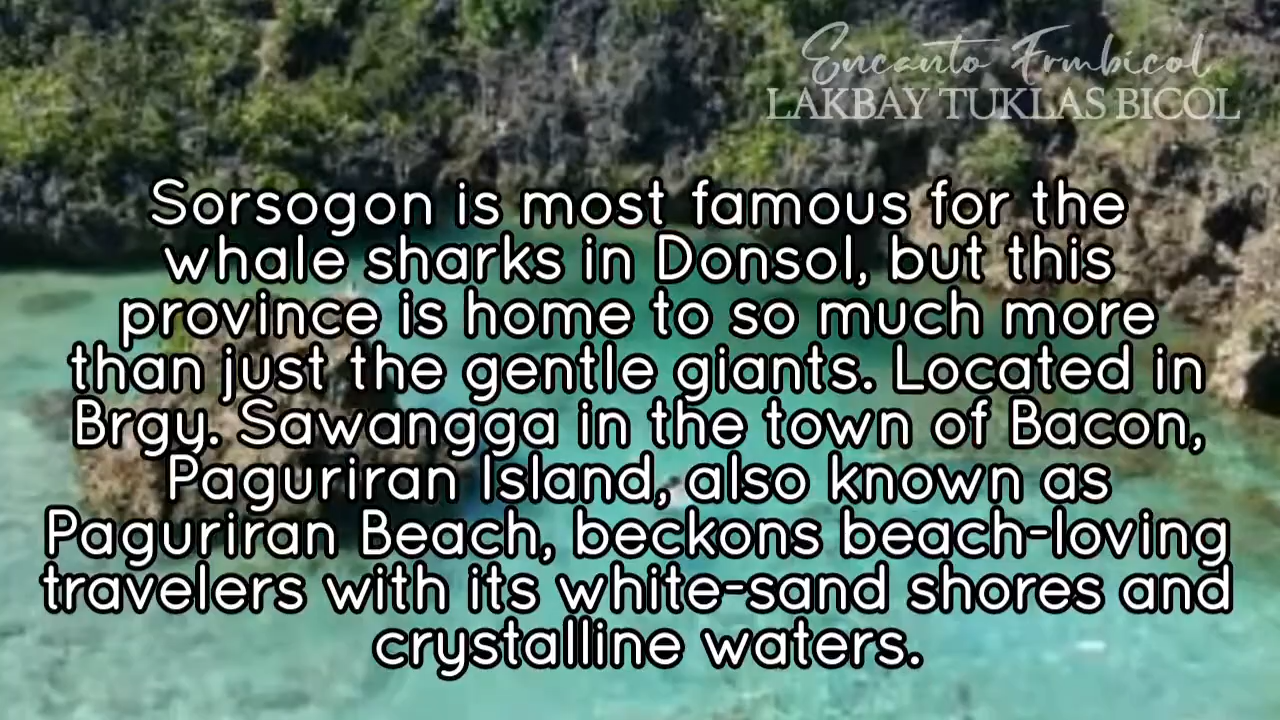 Encanto Frmbicol
LAKBAY TUKLAS BICOL
Sorsogon is most famous for the
whale sharks in Donsol, but this
province is home to so much more
than just the gentle giants. Located in
Brgy. Sawangga in the town of Bacon,
Paguriran Island, also known as
Paguriran Beach, beckons beach-loving
travelers with its white-sand shores and
crystalline waters.